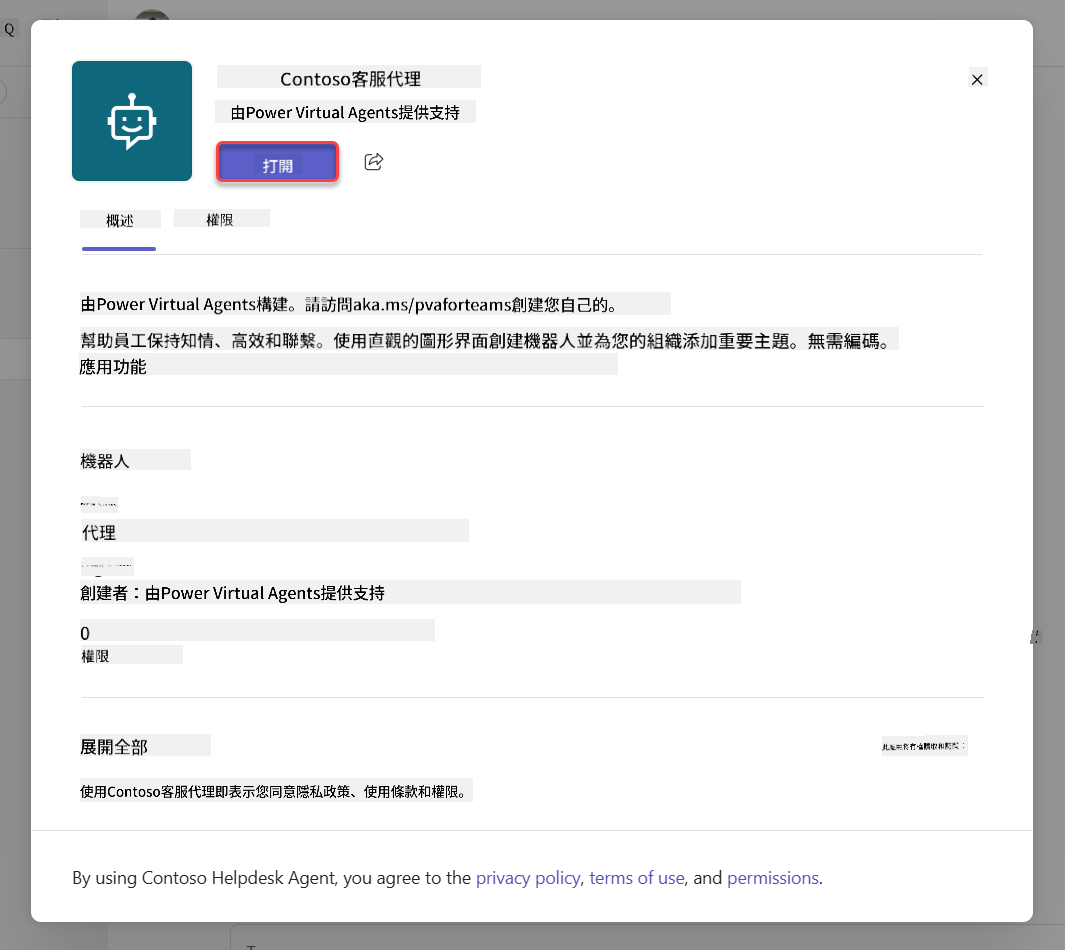 Q
Contoso客服代理
由Power Virtual Agents提供支持
打開
概述
權限
由Power Virtual Agents構建。請訪問aka.ms/pvaforteams創建您自己的。
幫助員工保持知情、高效和聯繫。使用直觀的圖形界面創建機器人並為您的組織添加重要主題。無需編碼。
應用功能
機器人
代理
創建者：由Power Virtual Agents提供支持
0
權限
展開全部
使用Contoso客服代理即表示您同意隱私政策、使用條款和權限。
By using Contoso Helpdesk Agent, you agree to the privacy policy, terms of use, and permissions.